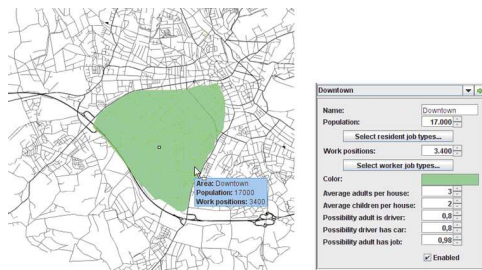 Area: Downtown
Population: 17000
Work positions: 3400
Downtown
Name: Downtown
Population: 17.000
Select resident job types...
Work positions: 3.400
Select worker job types...
Color:
Average adults per house: 3
Average children per house: 2
Possibility adult is driver: 0,8
Possibility driver has car: 0,8
Possibility adult has job: 0,98
Enabled